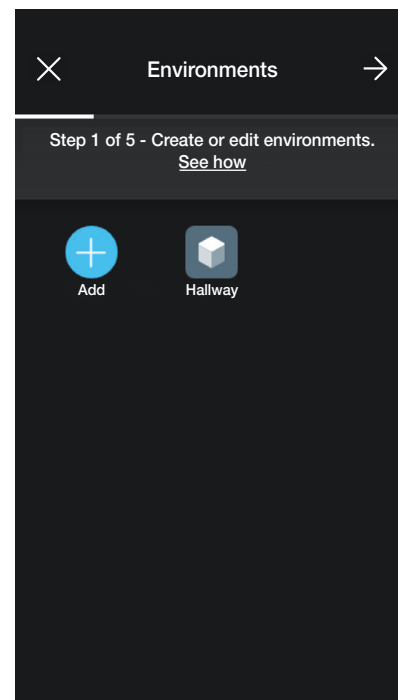 Environments
Step 1 of 5 - Create or edit environments.
See how
Add
Hallway